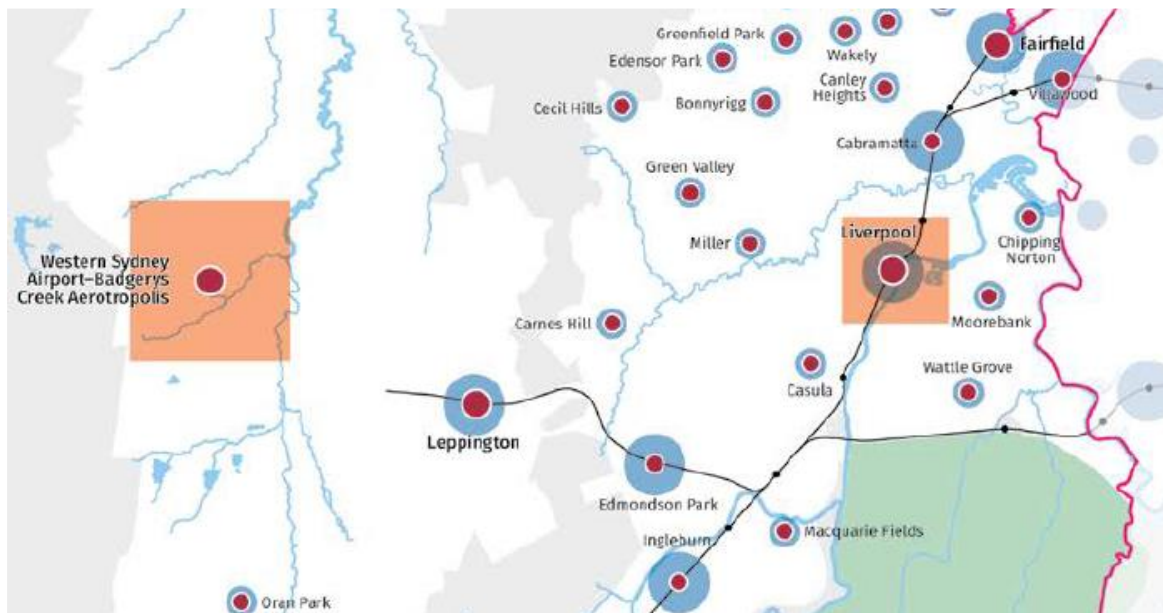 Greenfield Park
Fairfield
Wakely
Edensor Park
Canley
Heights
Villawood
Cecil Hills
Bonnyrigg
Cabramatta
Green Valley
Liverpool
Miller
Chipping
Norton
Western Sydney
Airport-Badgerys
Creek Aerotropolis
Carnes Hill
Moorebank
Casula
Wattle Grove
Leppington
Edmondson Park
Ingleburn
Macquarie Fields
Oran Park